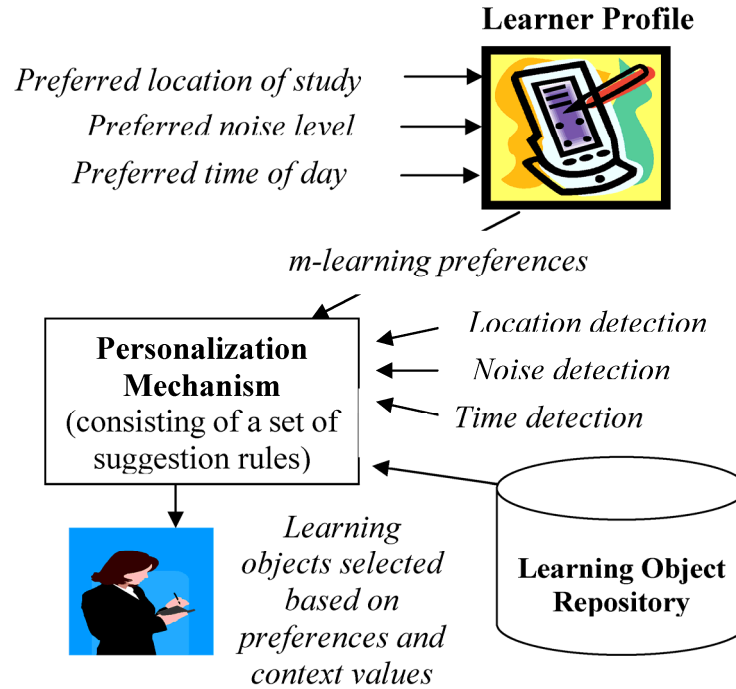 Learner Profile
Preferred location of study
Preferred noise level
Preferred time of day
m-learning preferences
Personalization
Mechanism
(consisting of a set of
suggestion rules)
Location detection
Noise detection
Time detection
Learning
objects selected
based on
preferences and
context values
Learning Object
Repository